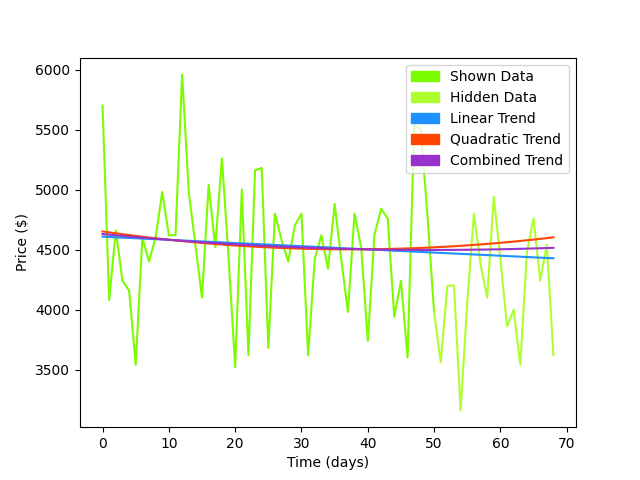 Shown Data
Hidden Data
Linear Trend
Quadratic Trend
Combined Trend
6000
5500
5000
4500
4000
3500
Price ($)
0 10 20 30 40 50 60 70
Time (days)